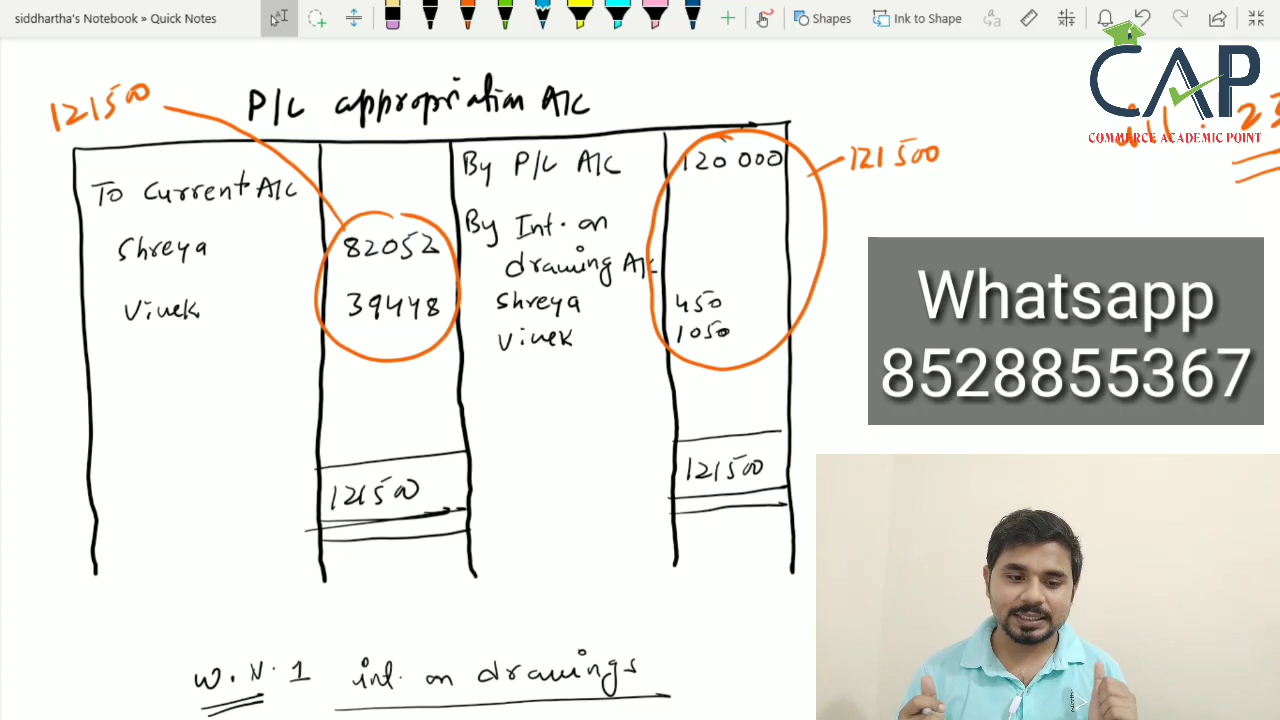 siddhartha's Notebook » Quick Notes
Shapes
Ink to Shape
CAP
COMMERCE ACADEMIC POINT
121500
P/L appropriation A/C
To Current A/C
By P/L A/C
120 000
121500
Shreya
82052
By Int. on
drawing A/C
Vivek
39448
Shreya
450
Vivek
1050
121500
121500
Whatsapp
8528855367
W.N.1 int. on drawings